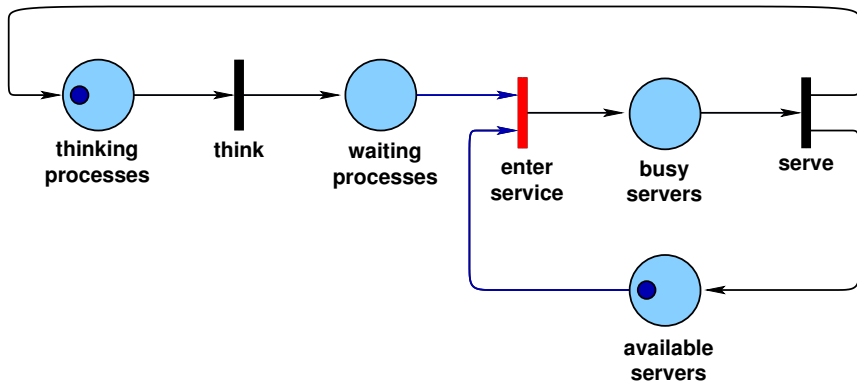 thinking
processes
think
waiting
processes
enter
service
busy
servers
serve
available
servers